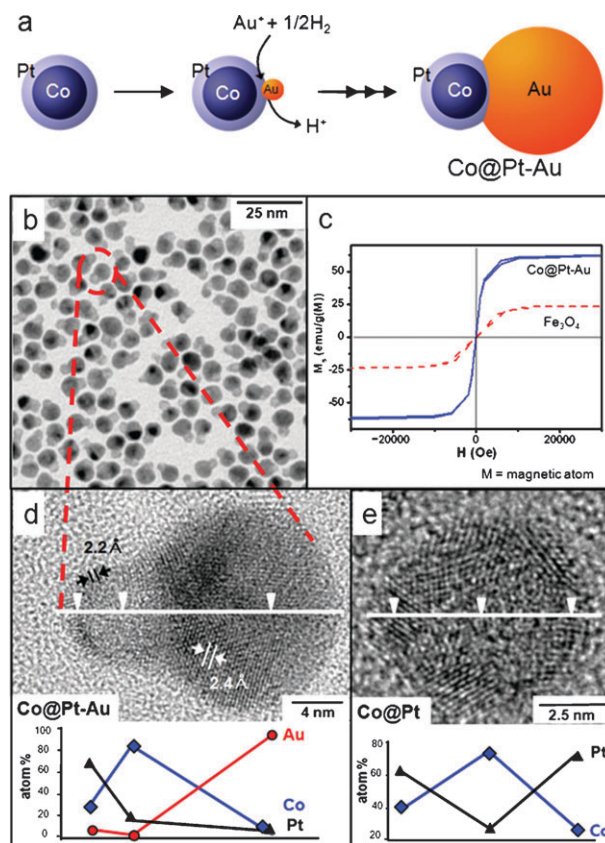 a
Au⁺ + 1/2H₂
Pt
Co
Pt
Co
Au
H⁺
Pt
Co
Au
Co@Pt-Au
b
25 nm
c
50
25
0
-25
-50
Mₛ (emu/g(M))
Co@Pt-Au
Fe₃O₄
−20000
0
20000
H (Oe)
M = magnetic atom
d
2.2 Å
2.4 Å
Co@Pt-Au
4 nm
e
Co@Pt
2.5 nm
atom %
100
80
60
40
20
0
Au
Co
Pt
atom %
80
60
40
20
Pt
Co